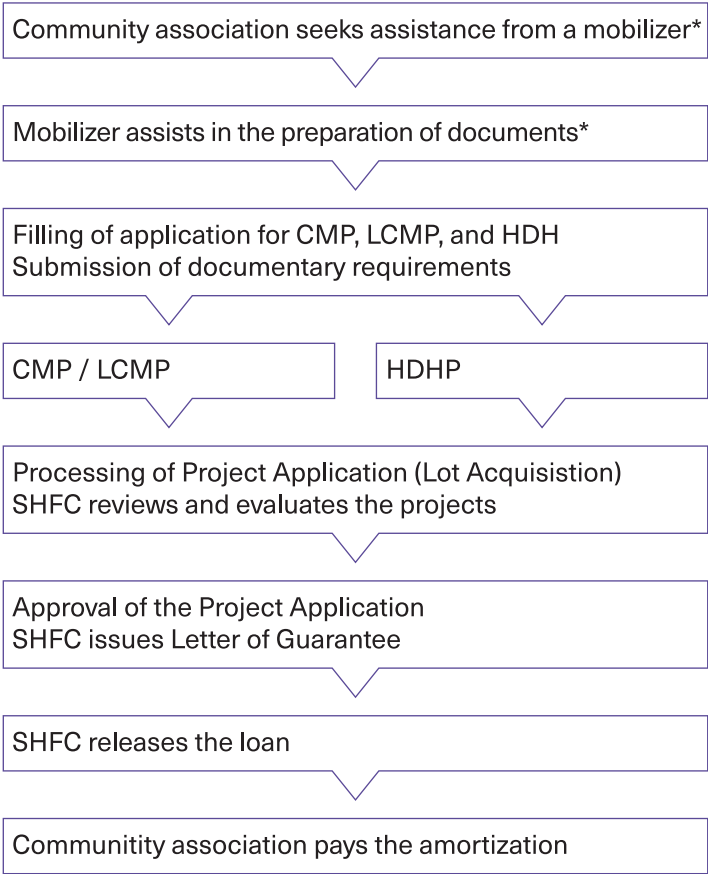 Community association seeks assistance from a mobilizer*
Mobilizer assists in the preparation of documents*
Filling of application for CMP, LCMP, and HDH
Submission of documentary requirements
CMP / LCMP
HDHP
Processing of Project Application (Lot Acquisistion)
SHFC reviews and evaluates the projects
Approval of the Project Application
SHFC issues Letter of Guarantee
SHFC releases the loan
Communitity association pays the amortization